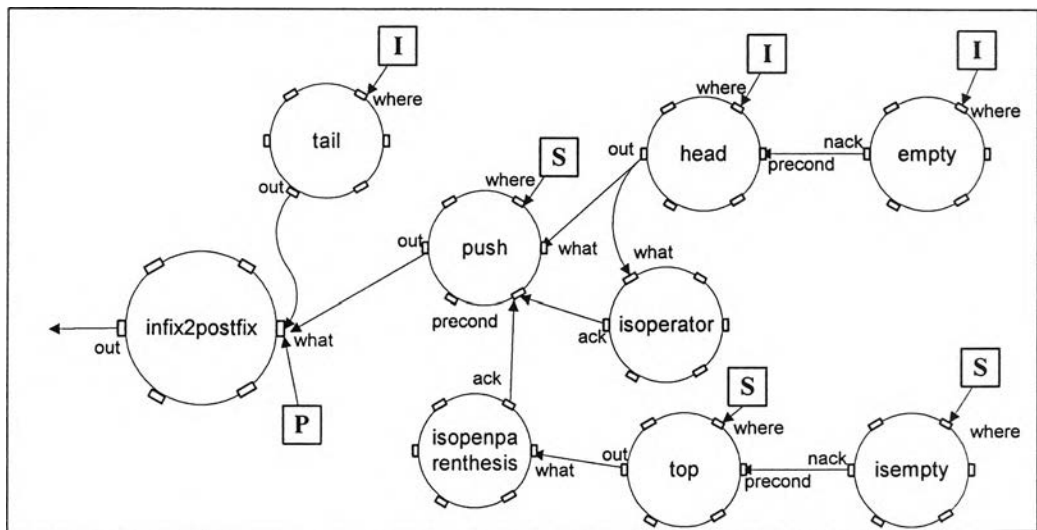 I
where
tail
out
I
where
out
head
precond
nack
I
where
empty
S
where
out
push
what
what
precond
isoperator
ack
infix2postfix
out
what
P
ack
isopenpa
renthesis
what
S
where
out
top
precond
nack
S
where
isempty